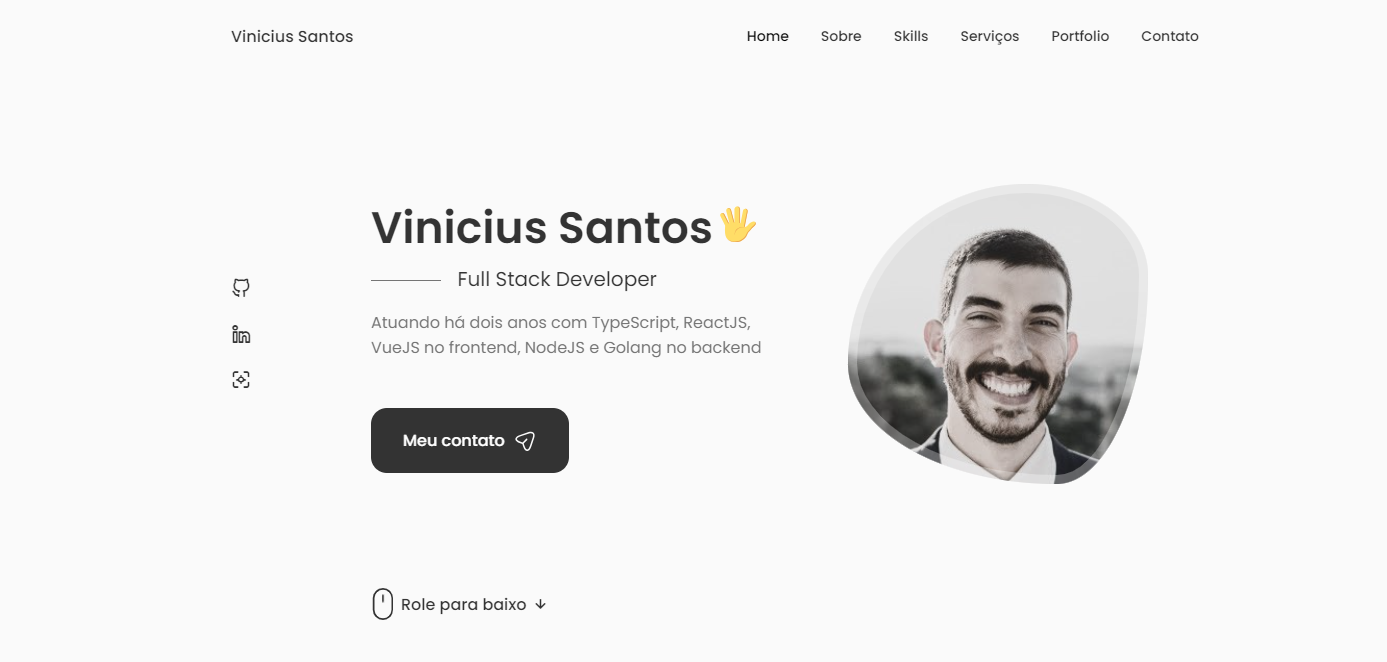 Vinicius Santos
Home Sobre Skills Serviços Portfolio Contato
Vinicius Santos🖐
Full Stack Developer
Atuando há dois anos com TypeScript, ReactJS,
VueJS no frontend, NodeJS e Golang no backend
Meu contato
Role para baixo ↓